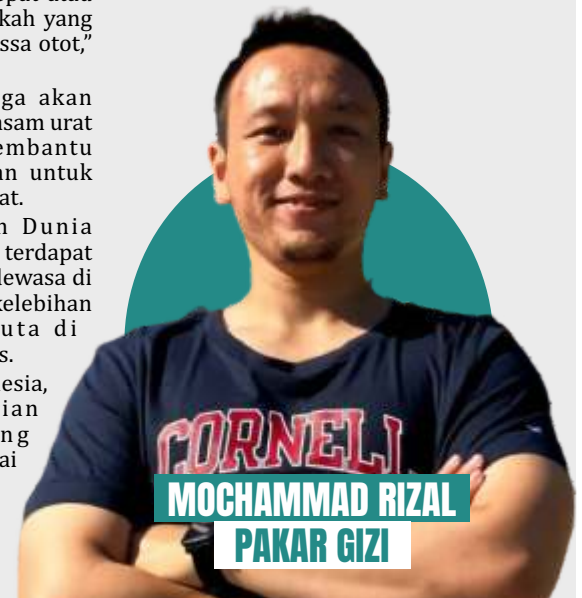 kah yang
ssa otot,”
ga akan
asam urat
embantu
an untuk
at.
n Dunia
terdapat
dewasa di
kelebihan
uta di
s.
esia,
ian
ng
ai
CORNELL
MOCHAMMAD RIZAL
PAKAR GIZI